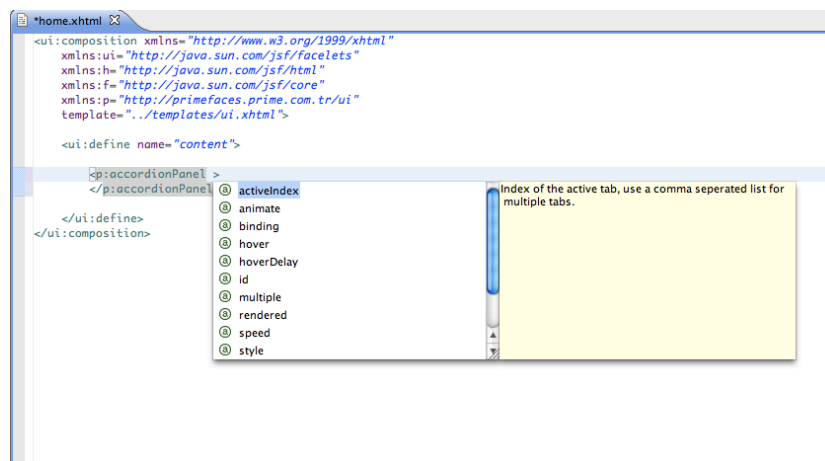 *home.xhtml
<ui:composition xmlns="http://www.w3.org/1999/xhtml"
xmlns:ui="http://java.sun.com/jsf/facelets"
xmlns:h="http://java.sun.com/jsf/html"
xmlns:f="http://java.sun.com/jsf/core"
xmlns:p="http://primefaces.prime.com.tr/ui"
template="../templates/ui.xhtml">
<ui:define name="content">
<p:accordionPanel >
</p:accordionPanel
</ui:define>
</ui:composition>
activeIndex
animate
binding
hover
hoverDelay
id
multiple
rendered
speed
style
Index of the active tab, use a comma seperated list for
multiple tabs.